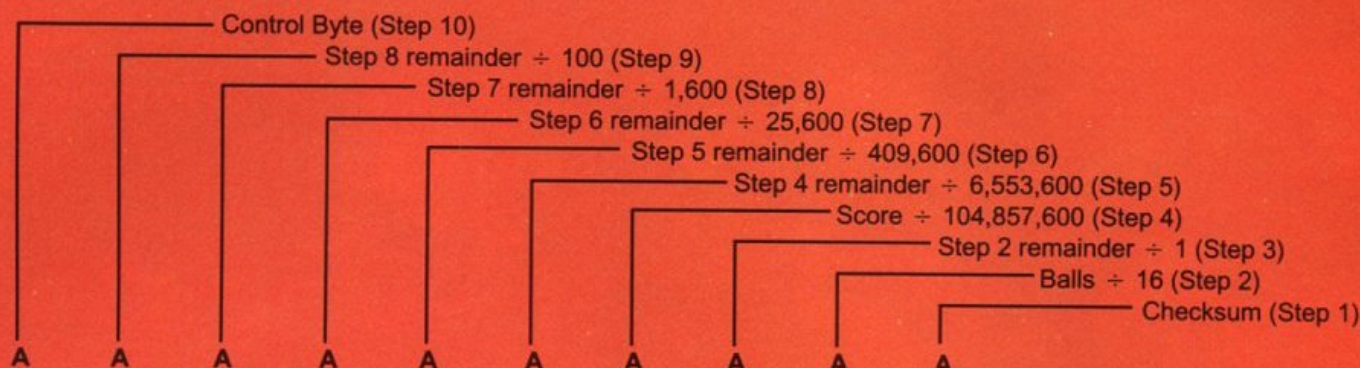 Control Byte (Step 10)
Step 8 remainder ÷ 100 (Step 9)
Step 7 remainder ÷ 1,600 (Step 8)
Step 6 remainder ÷ 25,600 (Step 7)
Step 5 remainder ÷ 409,600 (Step 6)
Step 4 remainder ÷ 6,553,600 (Step 5)
Score ÷ 104,857,600 (Step 4)
Step 2 remainder ÷ 1 (Step 3)
Balls ÷ 16 (Step 2)
Checksum (Step 1)
A A A A A A A A A A